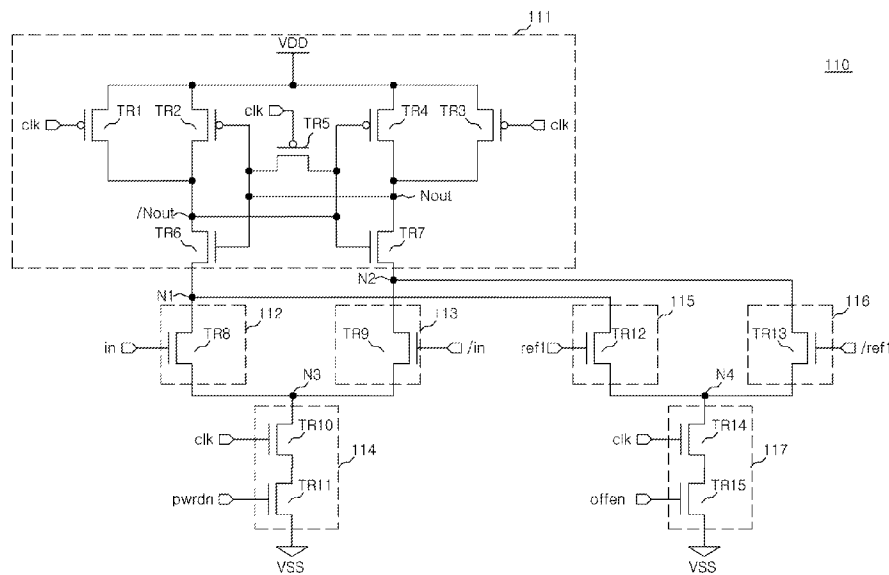 111
VDD
110
clk
TR1
TR2
clk
TR5
TR4
TR3
clk
Nout
/Nout
TR6
TR7
N2
N1
112
113
115
116
in
TR8
TR9
/in
ref1
TR12
TR13
/ref1
N3
N4
clk
TR10
114
clk
TR14
117
pwrdn
TR11
offen
TR15
VSS
VSS